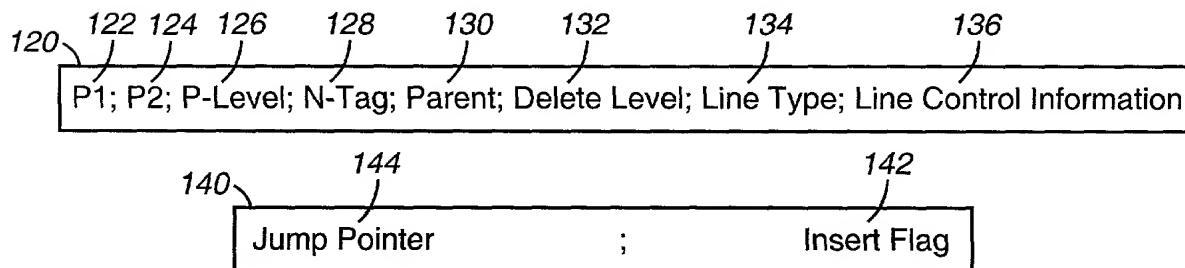 122 124 126 128 130 132 134 136
120
P1; P2; P-Level; N-Tag; Parent; Delete Level; Line Type; Line Control Information
144 142
140
Jump Pointer ; Insert Flag